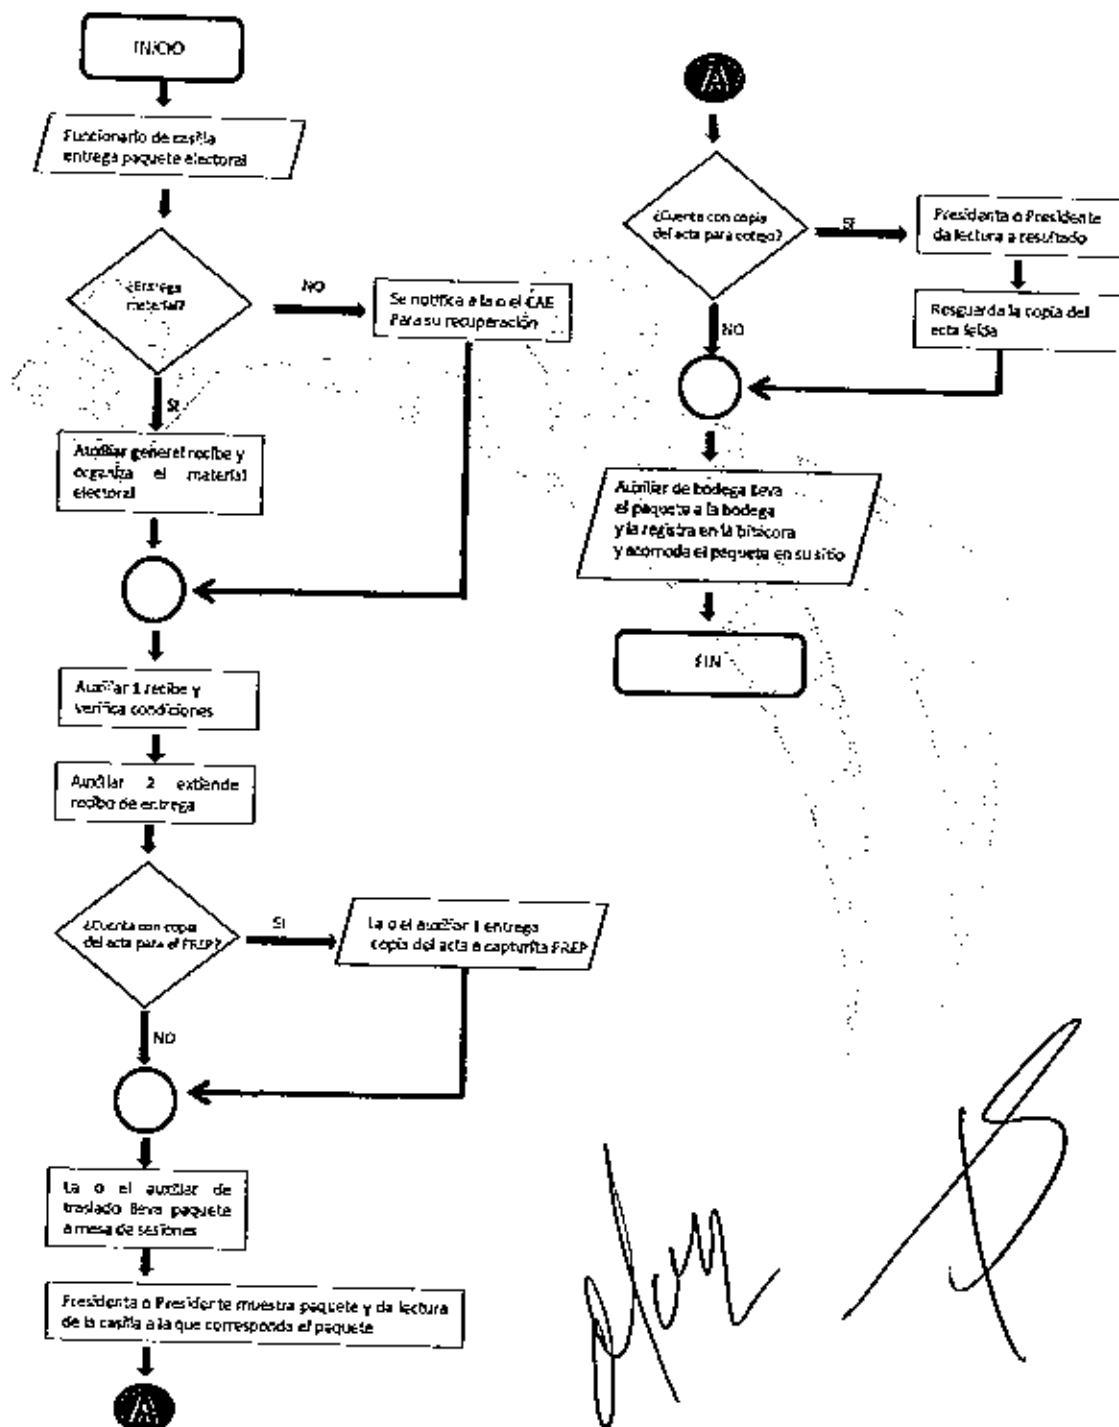 INICIO
Funcionario de casilla
entrega paquete electoral
¿Entrega
material?
NO
Se notifica a la o el CAE
Para su recuperación
SI
Auxiliar general recibe y
organiza el material
electoral
Auxiliar 1 recibe y
verifica condiciones
Auxiliar 2 extiende
recibo de entrega
¿Cuenta con copia
del acta para el PREP?
SI
La o el auxiliar 1 entrega
copia del acta a capturista PREP
NO
La o el auxiliar de
traslado lleva paquete
a mesa de sesiones
Presidenta o Presidente muestra paquete y da lectura
de la casilla a la que corresponda el paquete
A
A
¿Cuenta con copia
del acta para cotejo?
SI
Presidenta o Presidente
da lectura a resultado
Resguarda la copia del
acta leída
NO
Auxiliar de bodega lleva
el paquete a la bodega
y la registra en la bitácora
y acomoda el paquete en su sitio
FIN